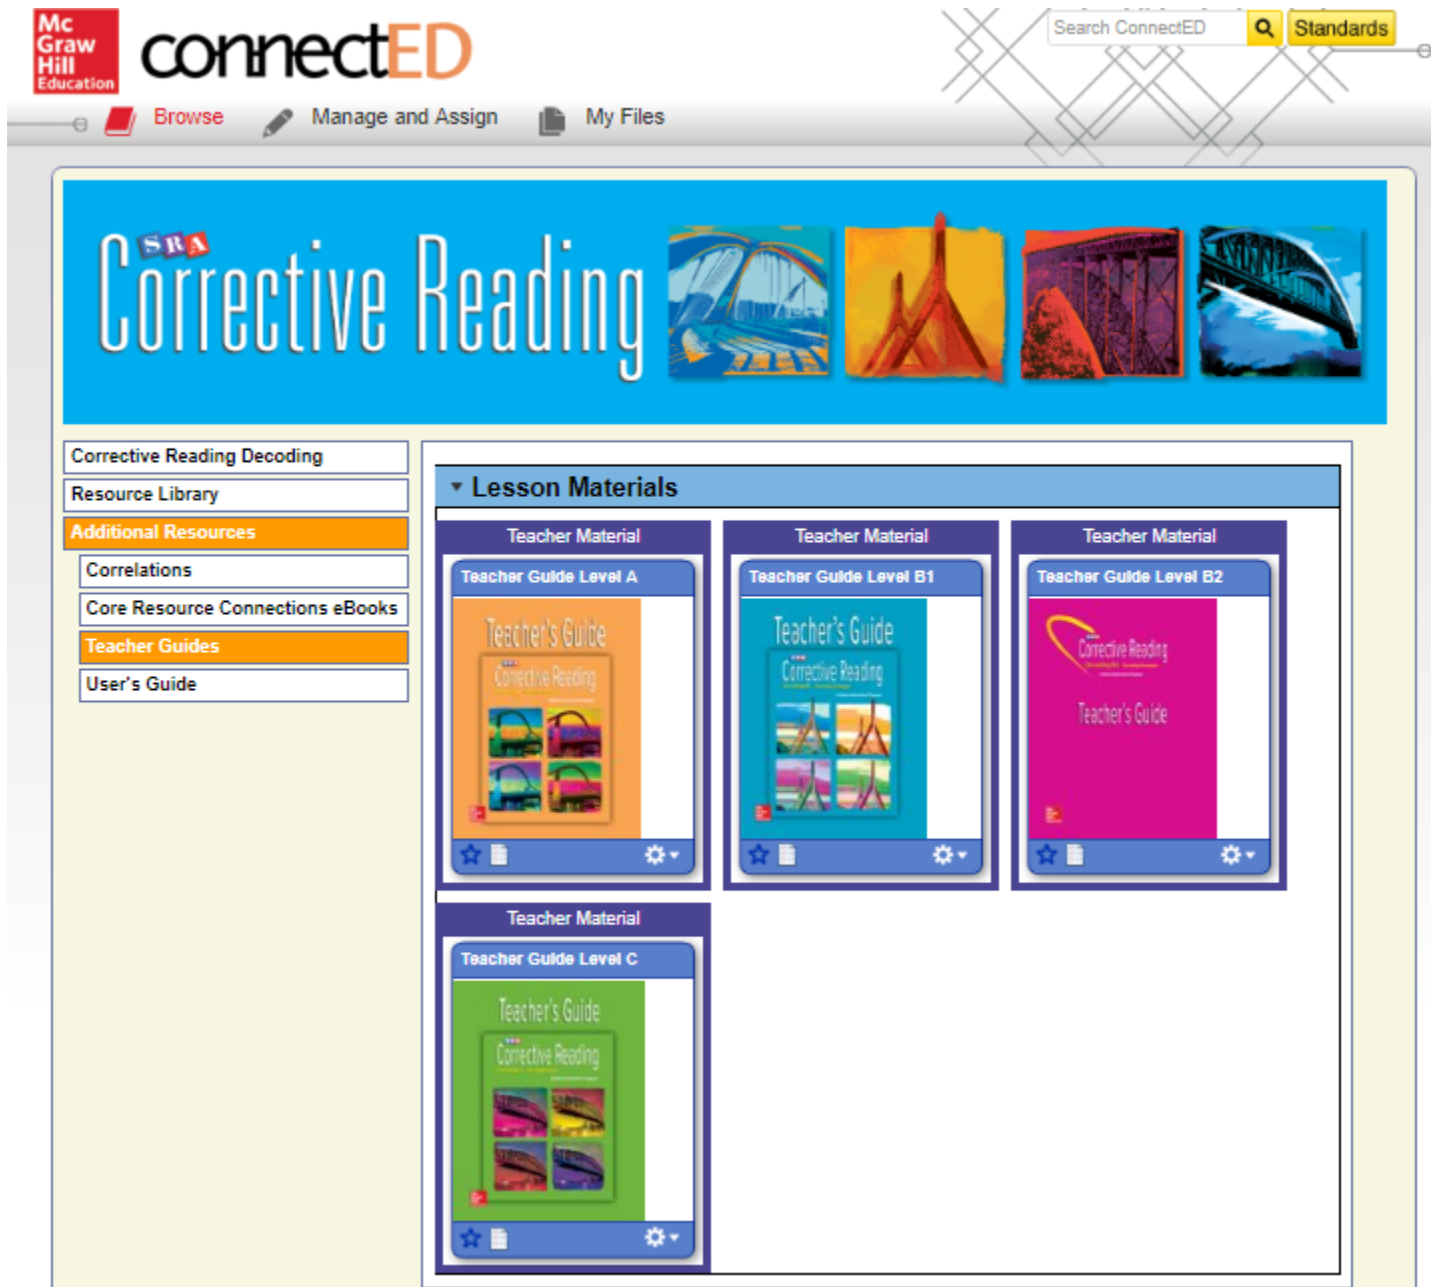 Mc
Graw
Hill
Education
connectED
Search ConnectED
Standards
Browse
Manage and Assign
My Files
SRA
Corrective Reading
Corrective Reading Decoding
Resource Library
Additional Resources
Correlations
Core Resource Connections eBooks
Teacher Guides
User's Guide
Lesson Materials
Teacher Material
Teacher Guide Level A
Teacher's Guide
Corrective Reading
Teacher Material
Teacher Guide Level B1
Teacher's Guide
Corrective Reading
Teacher Material
Teacher Guide Level B2
Corrective Reading
Teacher's Guide
Teacher Material
Teacher Guide Level C
Teacher's Guide
Corrective Reading